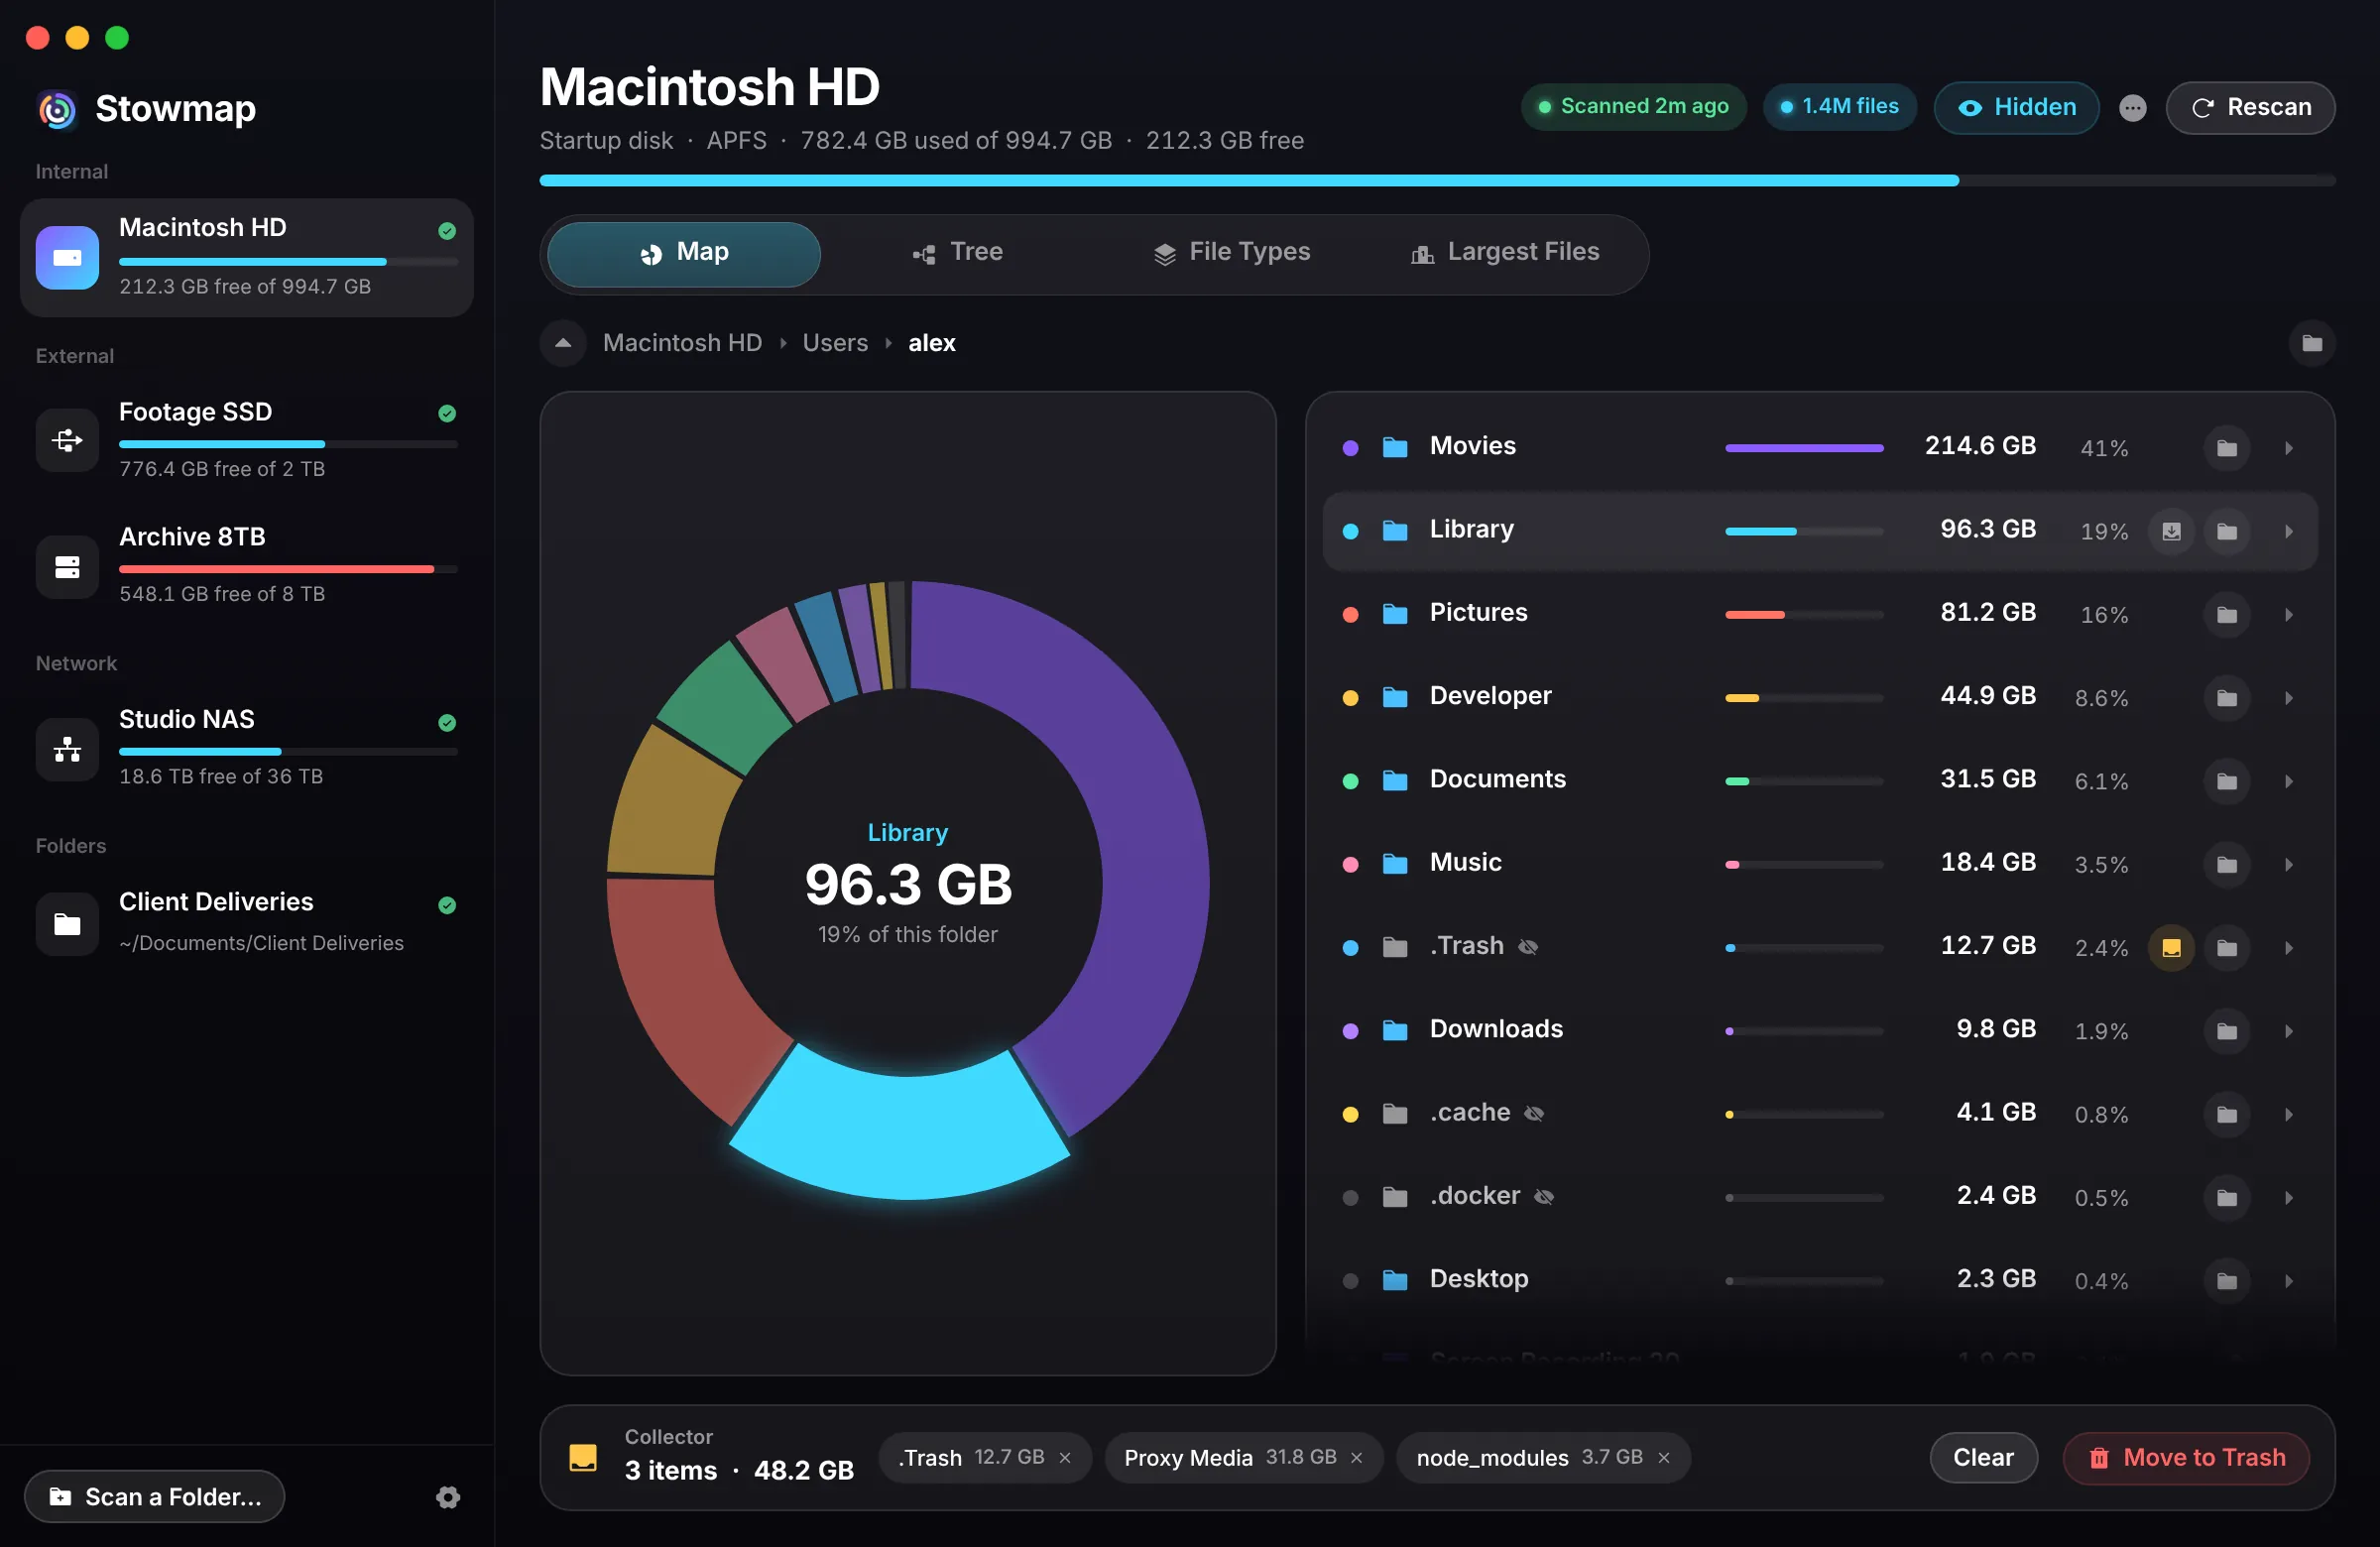 Stowmap
Internal
Macintosh HD
212.3 GB free of 994.7 GB
External
Footage SSD
776.4 GB free of 2 TB
Archive 8TB
548.1 GB free of 8 TB
Network
Studio NAS
18.6 TB free of 36 TB
Folders
Client Deliveries
~/Documents/Client Deliveries
Scan a Folder...
Macintosh HD
Startup disk · APFS · 782.4 GB used of 994.7 GB · 212.3 GB free
Scanned 2m ago
1.4M files
Hidden
Rescan
Map
Tree
File Types
Largest Files
Macintosh HD Users alex
Library
96.3 GB
19% of this folder
Movies 214.6 GB 41%
Library 96.3 GB 19%
Pictures 81.2 GB 16%
Developer 44.9 GB 8.6%
Documents 31.5 GB 6.1%
Music 18.4 GB 3.5%
.Trash 12.7 GB 2.4%
Downloads 9.8 GB 1.9%
.cache 4.1 GB 0.8%
.docker 2.4 GB 0.5%
Desktop 2.3 GB 0.4%
Screen Recording 20 1.9 GB
Collector
3 items · 48.2 GB
.Trash 12.7 GB ×
Proxy Media 31.8 GB ×
node_modules 3.7 GB ×
Clear
Move to Trash